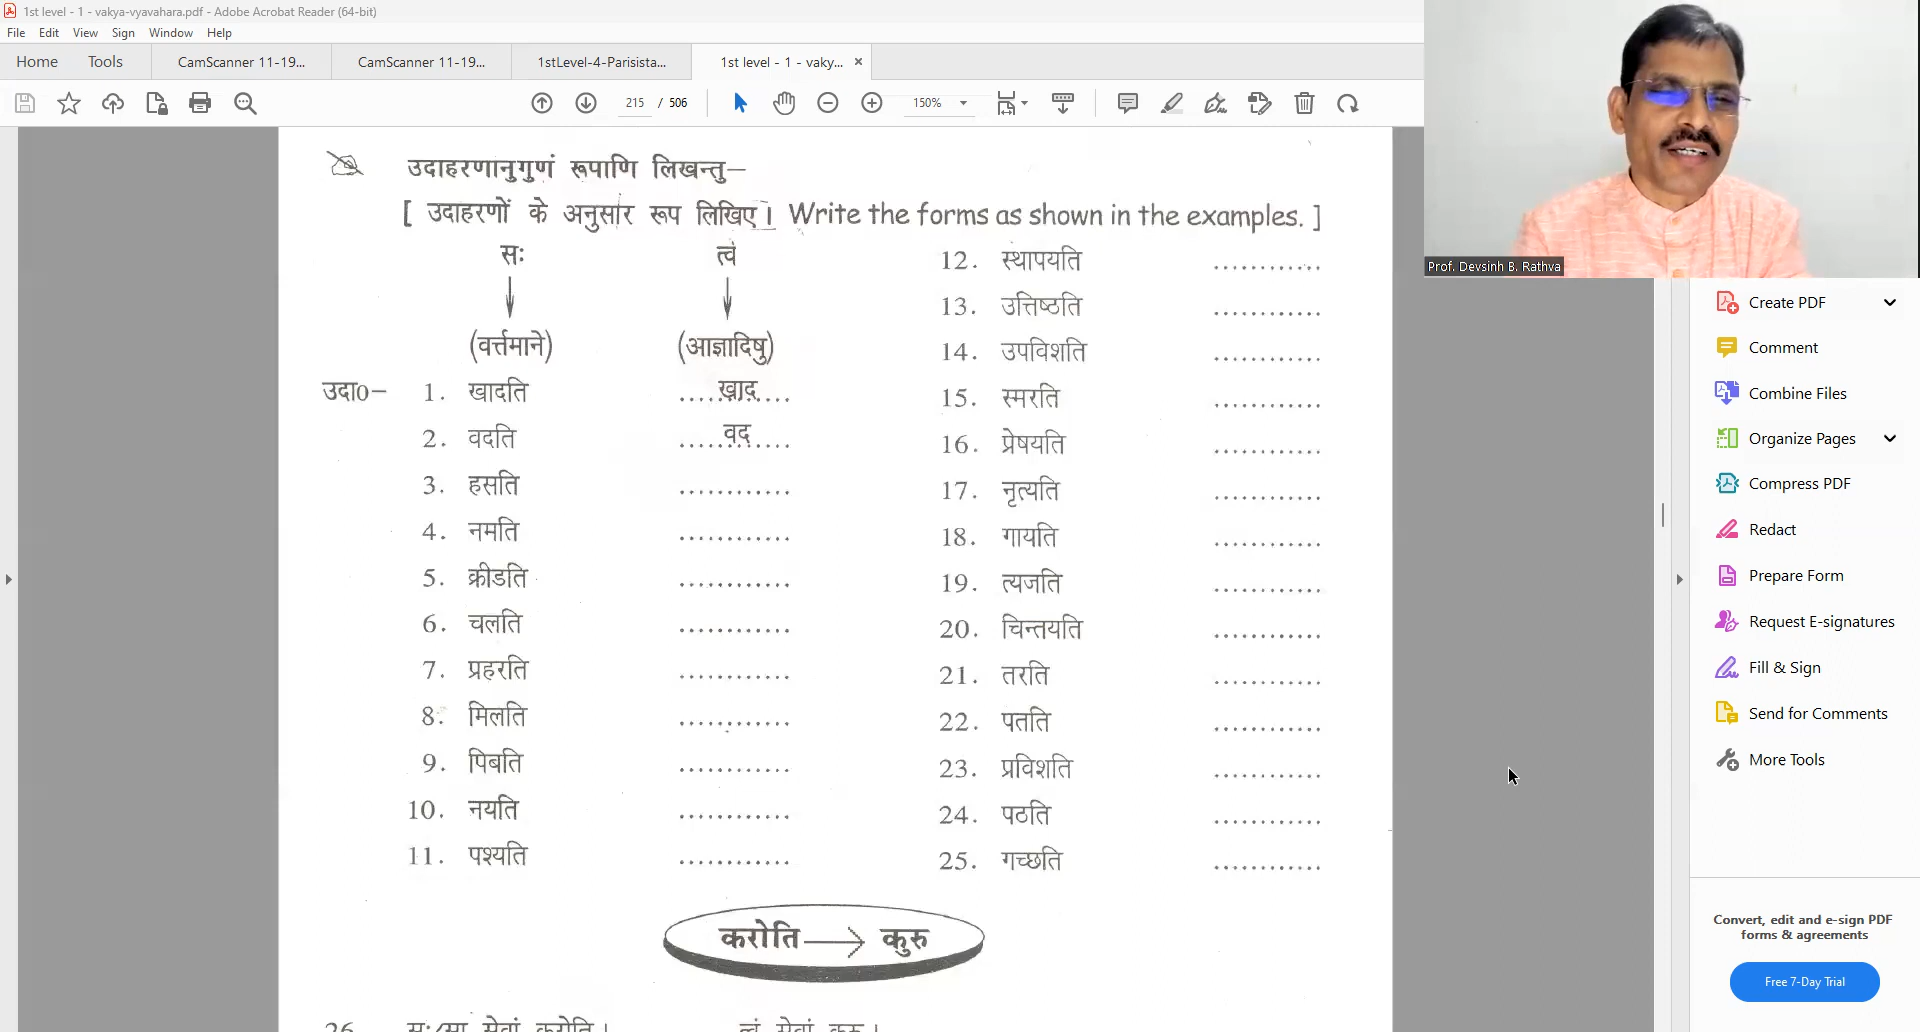 1st level - 1 - vakya-vyavahara.pdf - Adobe Acrobat Reader (64-bit)
File Edit View Sign Window Help
Home Tools CamScanner 11-19... CamScanner 11-19... 1stLevel-4-Parisista... 1st level - 1 - vaky... ×
215 / 506 150%
Prof. Devsinh B. Rathva
उदाहरणानुगुणं रूपाणि लिखन्तु—
[ उदाहरणों के अनुसार रूप लिखिए। Write the forms as shown in the examples. ]
सः त्वं
(वर्त्तमाने) (आज्ञादिषु)
उदा0— 1. खादति ....खाद....
2. वदति ....वद....
3. हसति ............
4. नमति ............
5. क्रीडति ............
6. चलति ............
7. प्रहरति ............
8. मिलति ............
9. पिबति ............
10. नयति ............
11. पश्यति ............
12. स्थापयति ............
13. उत्तिष्ठति ............
14. उपविशति ............
15. स्मरति ............
16. प्रेषयति ............
17. नृत्यति ............
18. गायति ............
19. त्यजति ............
20. चिन्तयति ............
21. तरति ............
22. पतति ............
23. प्रविशति ............
24. पठति ............
25. गच्छति ............
करोति → कुरु
26. सः/सा सेवां करोति। त्वं सेवां कुरु।
Create PDF
Comment
Combine Files
Organize Pages
Compress PDF
Redact
Prepare Form
Request E-signatures
Fill & Sign
Send for Comments
More Tools
Convert, edit and e-sign PDF
forms & agreements
Free 7-Day Trial